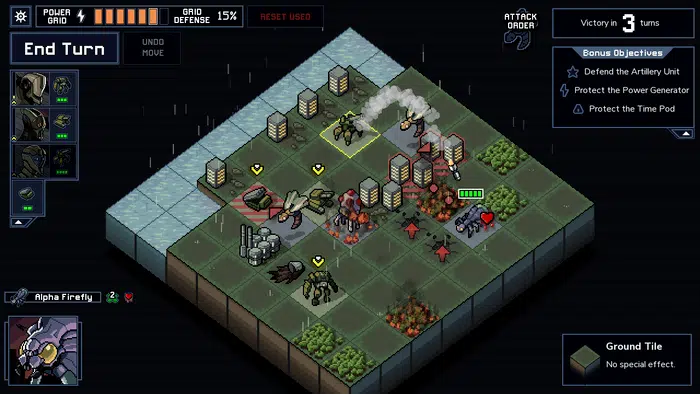 POWER
GRID
GRID
DEFENSE 15%
RESET USED
End Turn
UNDO
MOVE
ATTACK
ORDER
Victory in 3 turns
Bonus Objectives
Defend the Artillery Unit
Protect the Power Generator
Protect the Time Pod
Alpha Firefly
2
Ground Tile
No special effect.